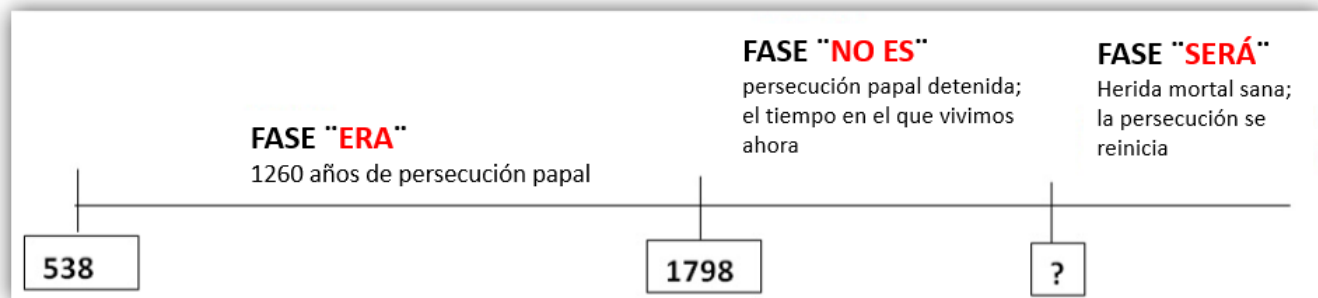 FASE ¨ERA¨
1260 años de persecución papal
FASE ¨NO ES¨
persecución papal detenida;
el tiempo en el que vivimos
ahora
FASE ¨SERÁ¨
Herida mortal sana;
la persecución se
reinicia
538
1798
?